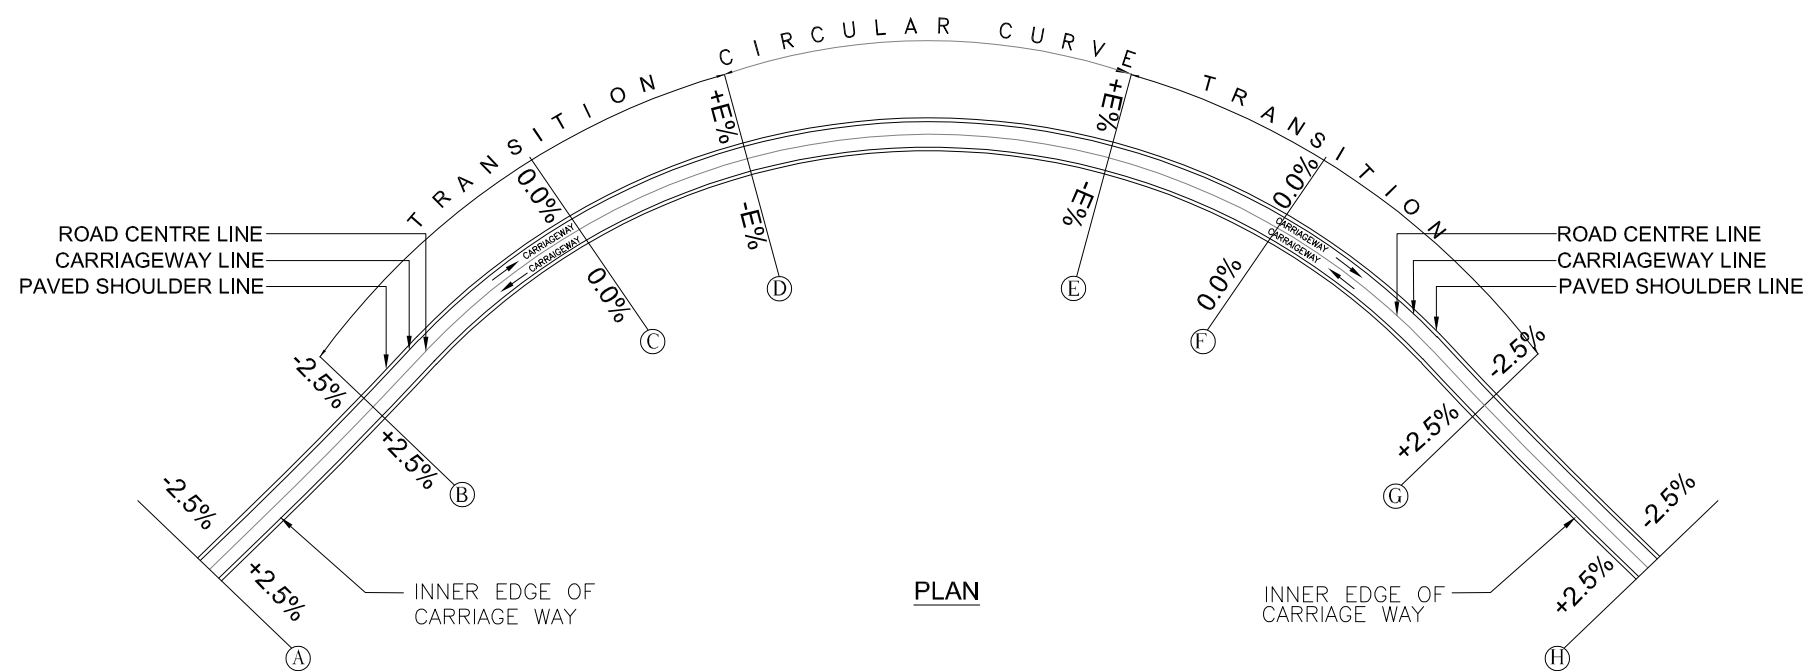 TRANSITION
CIRCULAR CURVE
TRANSITION
+E%
+E%
0.0%
0.0%
ROAD CENTRE LINE
CARRIAGEWAY LINE
PAVED SHOULDER LINE
CARRIAGEWAY
CARRAIGEWAY
-E%
-E%
CARRIAGEWAY
CARRAIGEWAY
ROAD CENTRE LINE
CARRIAGEWAY LINE
PAVED SHOULDER LINE
0.0%
0.0%
D
E
C
F
-2.5%
-2.5%
+2.5%
+2.5%
B
G
-2.5%
-2.5%
+2.5%
+2.5%
INNER EDGE OF
CARRIAGE WAY
PLAN
INNER EDGE OF
CARRIAGE WAY
A
H